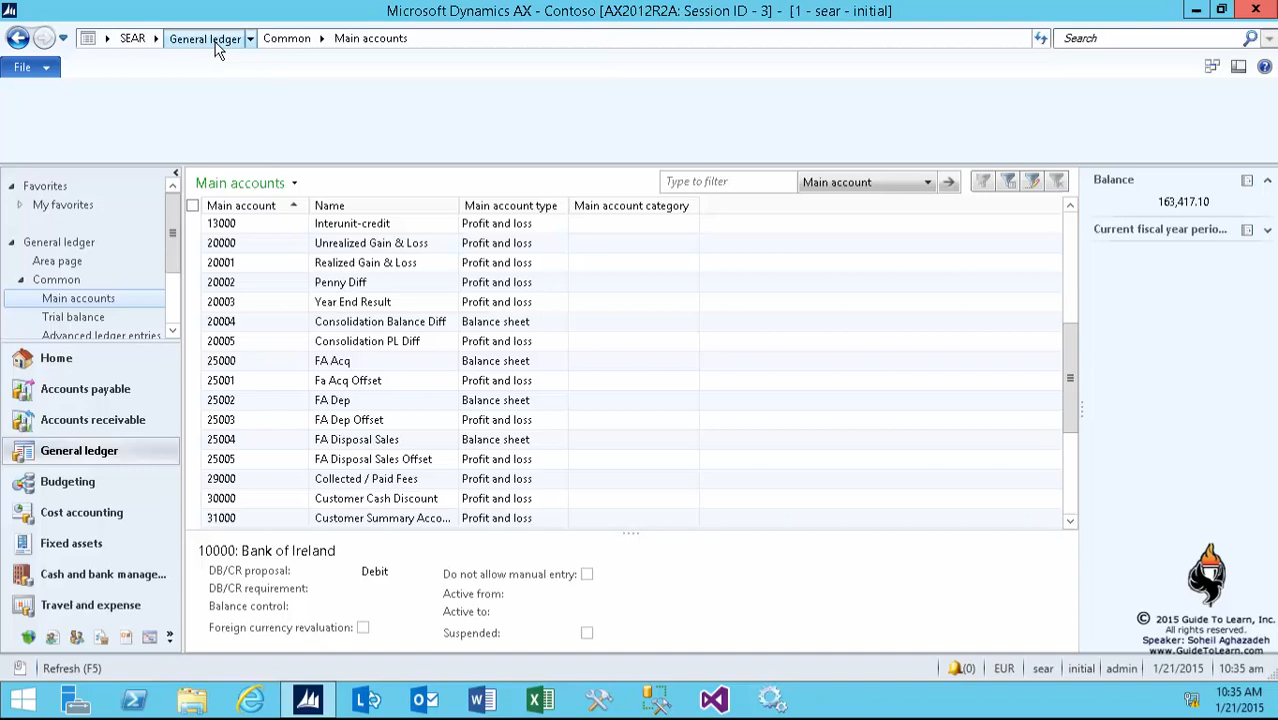 Microsoft Dynamics AX - Contoso [AX2012R2A: Session ID - 3] - [1 - sear - initial]
SEAR General ledger Common Main accounts Search
File
Favorites
My favorites
General ledger
Area page
Common
Main accounts
Trial balance
Advanced ledger entries
Home
Accounts payable
Accounts receivable
General ledger
Budgeting
Cost accounting
Fixed assets
Cash and bank manage...
Travel and expense
Main accounts Type to filter Main account
Main account Name Main account type Main account category
13000 Interunit-credit Profit and loss
20000 Unrealized Gain & Loss Profit and loss
20001 Realized Gain & Loss Profit and loss
20002 Penny Diff Profit and loss
20003 Year End Result Profit and loss
20004 Consolidation Balance Diff Balance sheet
20005 Consolidation PL Diff Profit and loss
25000 FA Acq Balance sheet
25001 Fa Acq Offset Profit and loss
25002 FA Dep Balance sheet
25003 FA Dep Offset Profit and loss
25004 FA Disposal Sales Balance sheet
25005 FA Disposal Sales Offset Profit and loss
29000 Collected / Paid Fees Profit and loss
30000 Customer Cash Discount Profit and loss
31000 Customer Summary Acco... Profit and loss
10000: Bank of Ireland
DB/CR proposal: Debit
DB/CR requirement:
Balance control:
Foreign currency revaluation:
Do not allow manual entry:
Active from:
Active to:
Suspended:
Balance
163,417.10
Current fiscal year perio...
© 2015 Guide To Learn, Inc.
All rights reserved.
Speaker: Soheil Aghazadeh
www.GuideToLearn.com
Refresh (F5) (0) EUR sear initial admin 1/21/2015 10:35 am
10:35 AM
1/21/2015